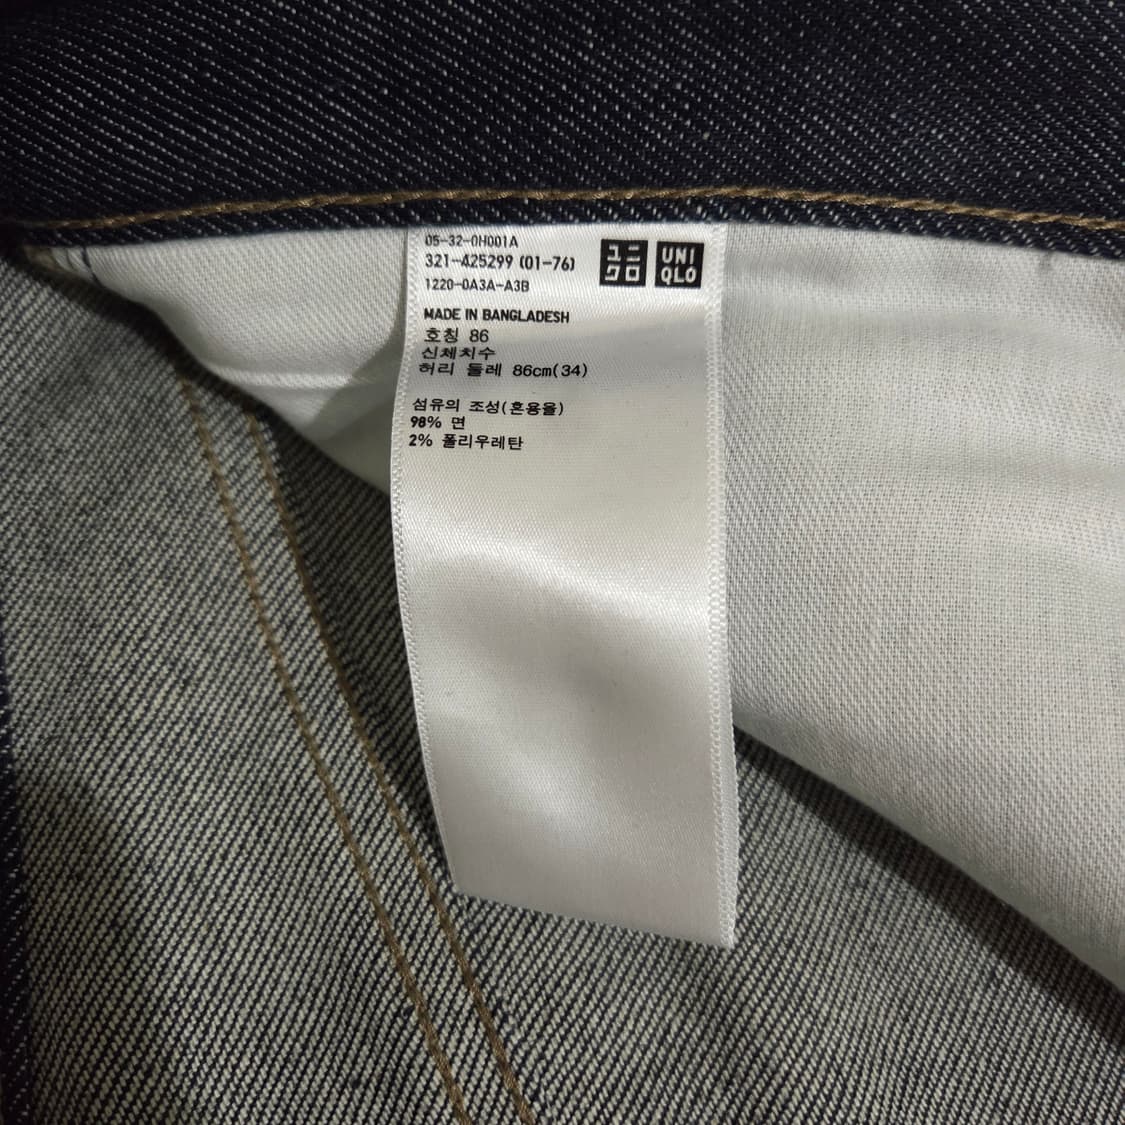 05-32-0H001A
321-425299 (01-76)
1220-0A3A-A3B
ユニ
クロ
UNI
QLO
MADE IN BANGLADESH
호칭 86
신체치수
허리 둘레 86cm(34)
섬유의 조성(혼용율)
98% 면
2% 폴리우레탄